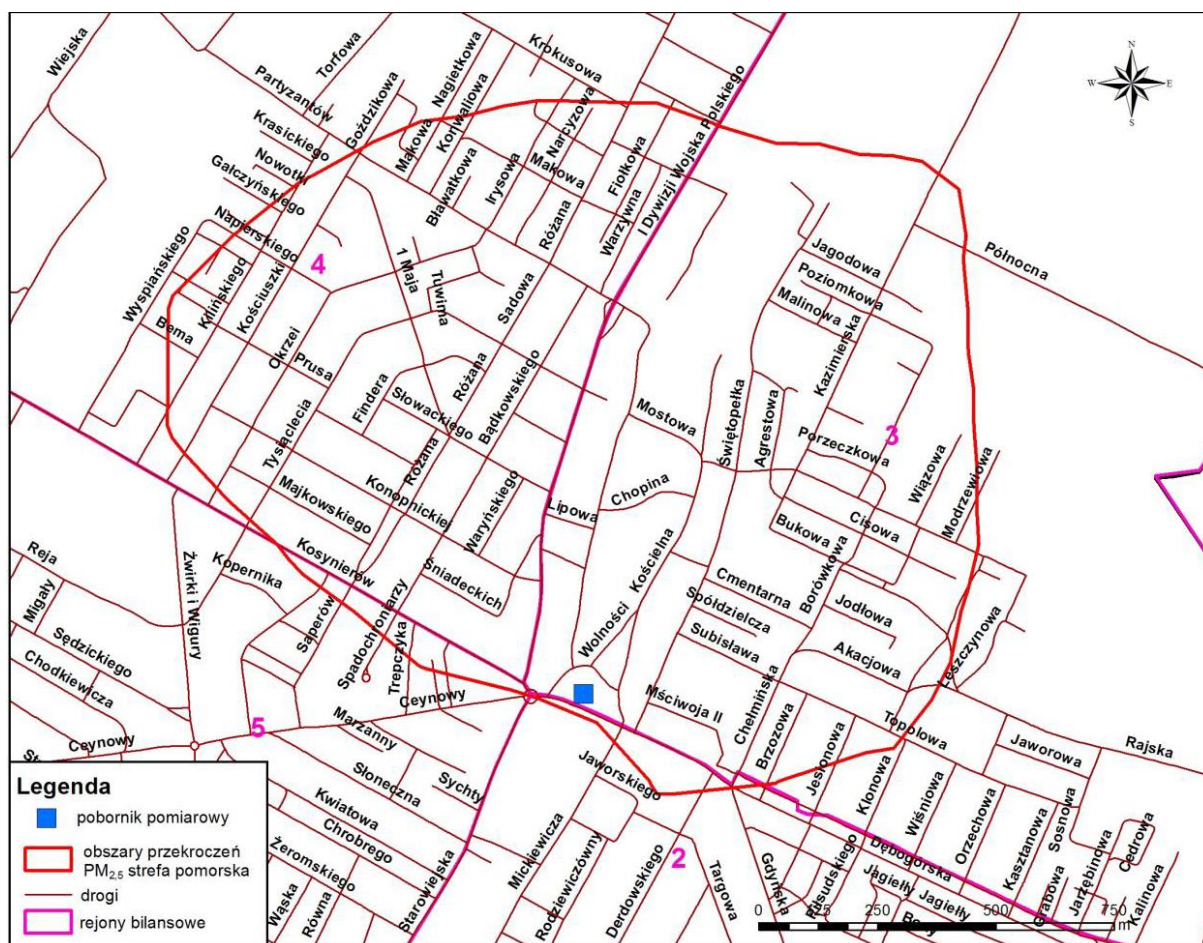 N
W E
S
Wiejska
Torfowa
Partyzantów
Krasickiego
Nowotki
Gałczyńskiego
Napierskiego
Goździkowa
Makowa
Nagietkowa
Konwaliowa
Krokusowa
Narcyzowa
Bławatkowa
Irysowa
Makowa
Fiołkowa
Różana
Warzywna
I Dywizji Wojska Polskiego
Północna
Wyspiańskiego
Kilińskiego
Kościuszki
Bema
4
1 Maja
Tuwima
Sadowa
Jagodowa
Poziomkowa
Malinowa
Kazimierska
Okrzei
Prusa
Findera
Tysiąclecia
Słowackiego
Różana
Bądkowskiego
Różana
Mostowa
Świętopełka
Agrestowa
Porzeczkowa
3
Wiązowa
Modrzewiowa
Majkowskiego
Konopnickiej
Waryńskiego
Lipowa
Chopina
Bukowa
Cisowa
Kosynierów
Śniadeckich
Kościelna
Wolności
Cmentarna
Spółdzielcza
Subisława
Borówkowa
Jodłowa
Akacjowa
Leszczynowa
Reja
Migały
Sędzickiego
Chodkiewicza
Żwirki i Wigury
Kopernika
Saperów
Spadochroniarzy
Trepczyka
Ceynowy
Ceynowy
5
Marzanny
Słoneczna
Sychty
Mściwoja II
Chełmińska
Brzozowa
Jesionowa
Topolowa
Klonowa
Wiśniowa
Jaworowa
Rajska
Orzechowa
Kasztanowa
Sosnowa
Cedrowa
Jarzębinowa
Kalinowa
Grabowa
Jaworskiego
Kwiatowa
Chrobrego
Żeromskiego
Wąska
Równa
Starowiejska
Mickiewicza
Rodziewiczówny
Derdowskiego
2
Targowa
Gdyńska
Piłsudskiego
Dębogórska
Jagiełły
Jagiełły
Legenda
pobornik pomiarowy
obszary przekroczeń
PM2,5 strefa pomorska
drogi
rejony bilansowe
0 125 250 500 750
m